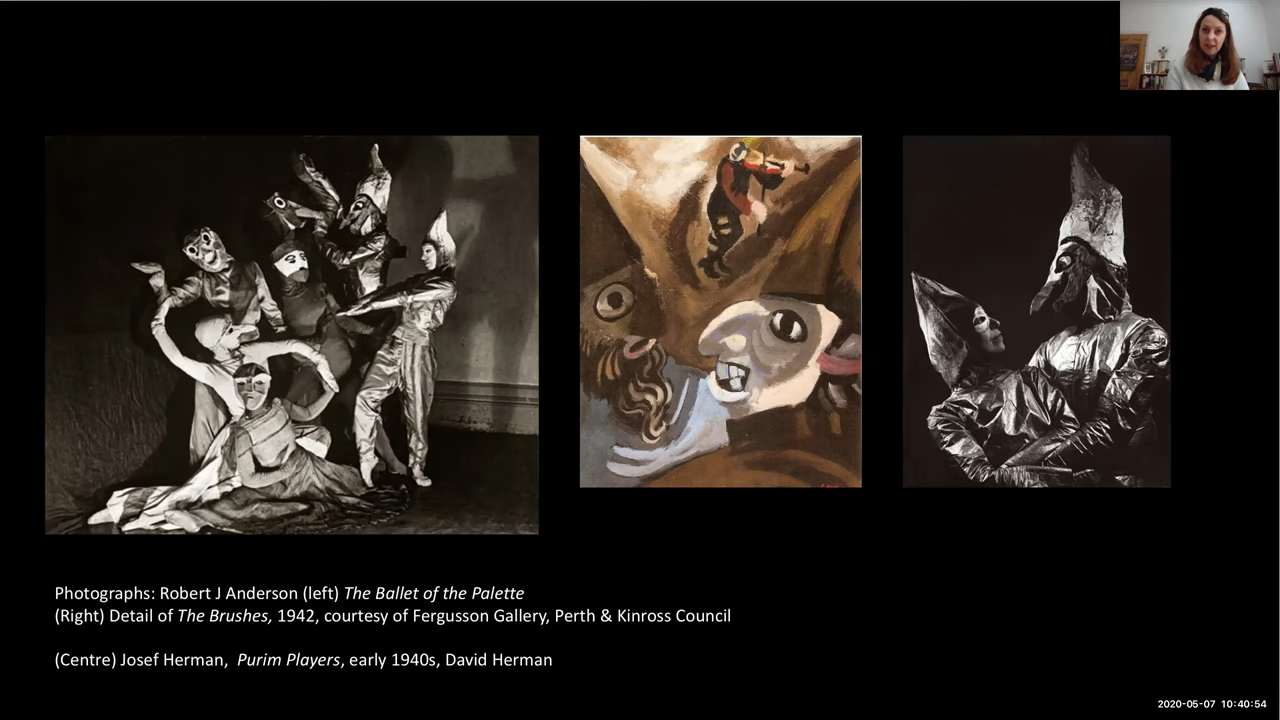 Photographs: Robert J Anderson (left) The Ballet of the Palette
(Right) Detail of The Brushes, 1942, courtesy of Fergusson Gallery, Perth & Kinross Council
(Centre) Josef Herman,  Purim Players, early 1940s, David Herman
2020-05-07 10:40:54